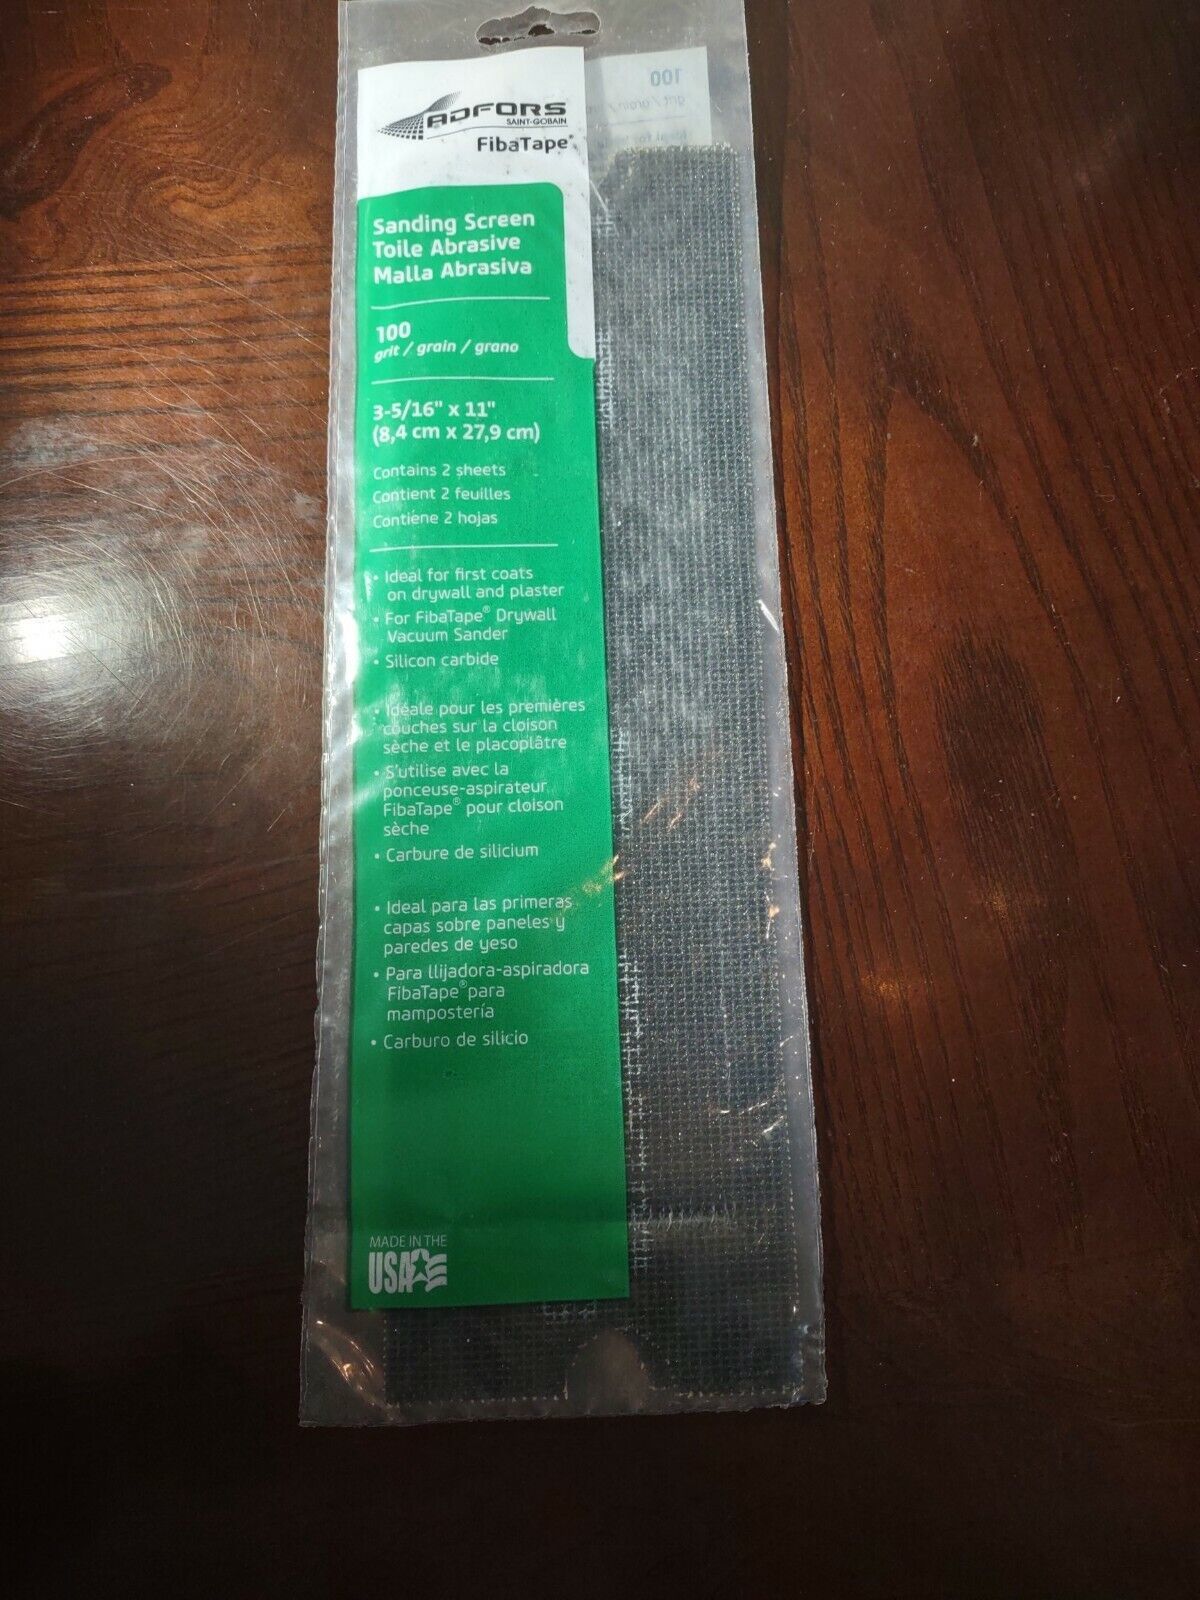 ADFORS
SAINT-GOBAIN
FibaTape®
Sanding Screen
Toile Abrasive
Malla Abrasiva
100
grit / grain / grano
3-5/16" x 11"
(8,4 cm x 27,9 cm)
Contains 2 sheets
Contient 2 feuilles
Contiene 2 hojas
• Ideal for first coats
on drywall and plaster
• For FibaTape® Drywall
Vacuum Sander
• Silicon carbide
• Idéale pour les premières
couches sur la cloison
sèche et le placoplâtre
• S'utilise avec la
ponceuse-aspirateur
FibaTape® pour cloison
sèche
• Carbure de silicium
• Ideal para las primeras
capas sobre paneles y
paredes de yeso
• Para llijadora-aspiradora
FibaTape® para
mampostería
• Carburo de silicio
MADE IN THE
USA
100
grit / grain /